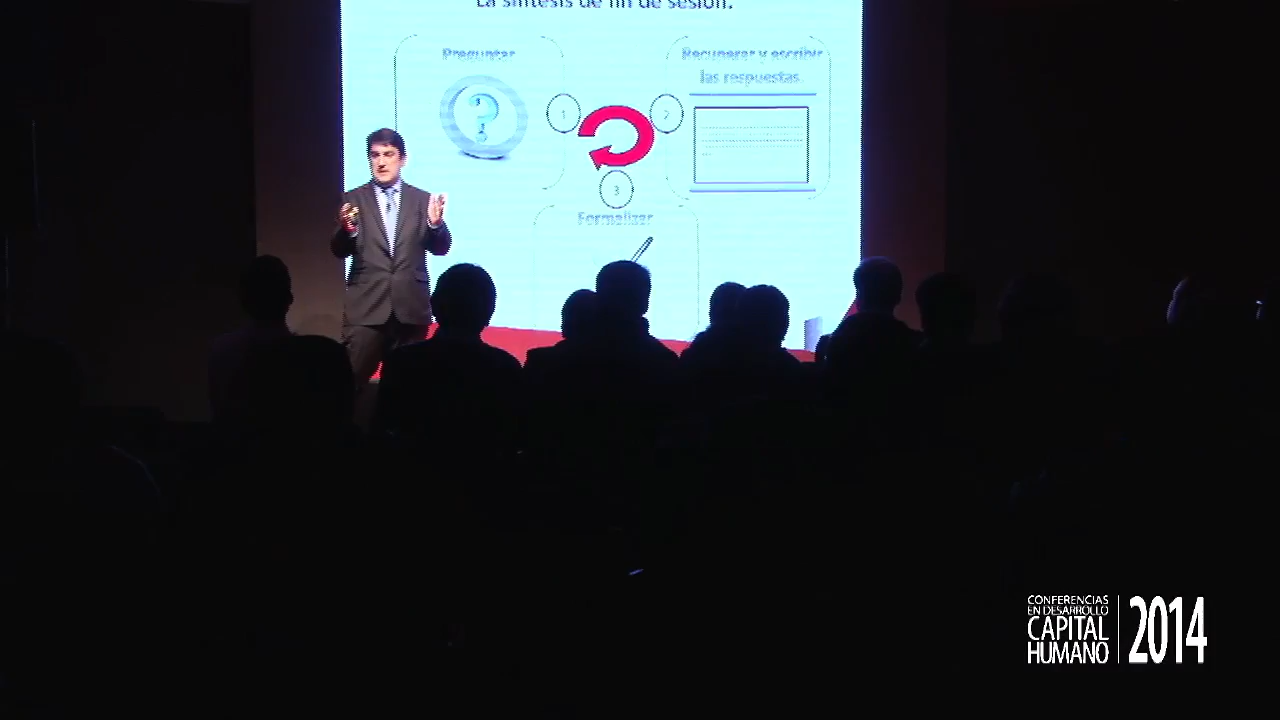 La síntesis de fin de sesión.
Preguntar
Recuperar y escribir
las respuestas.
1
2
3
Formalizar
CONFERENCIAS
EN DESARROLLO
CAPITAL
HUMANO
2014